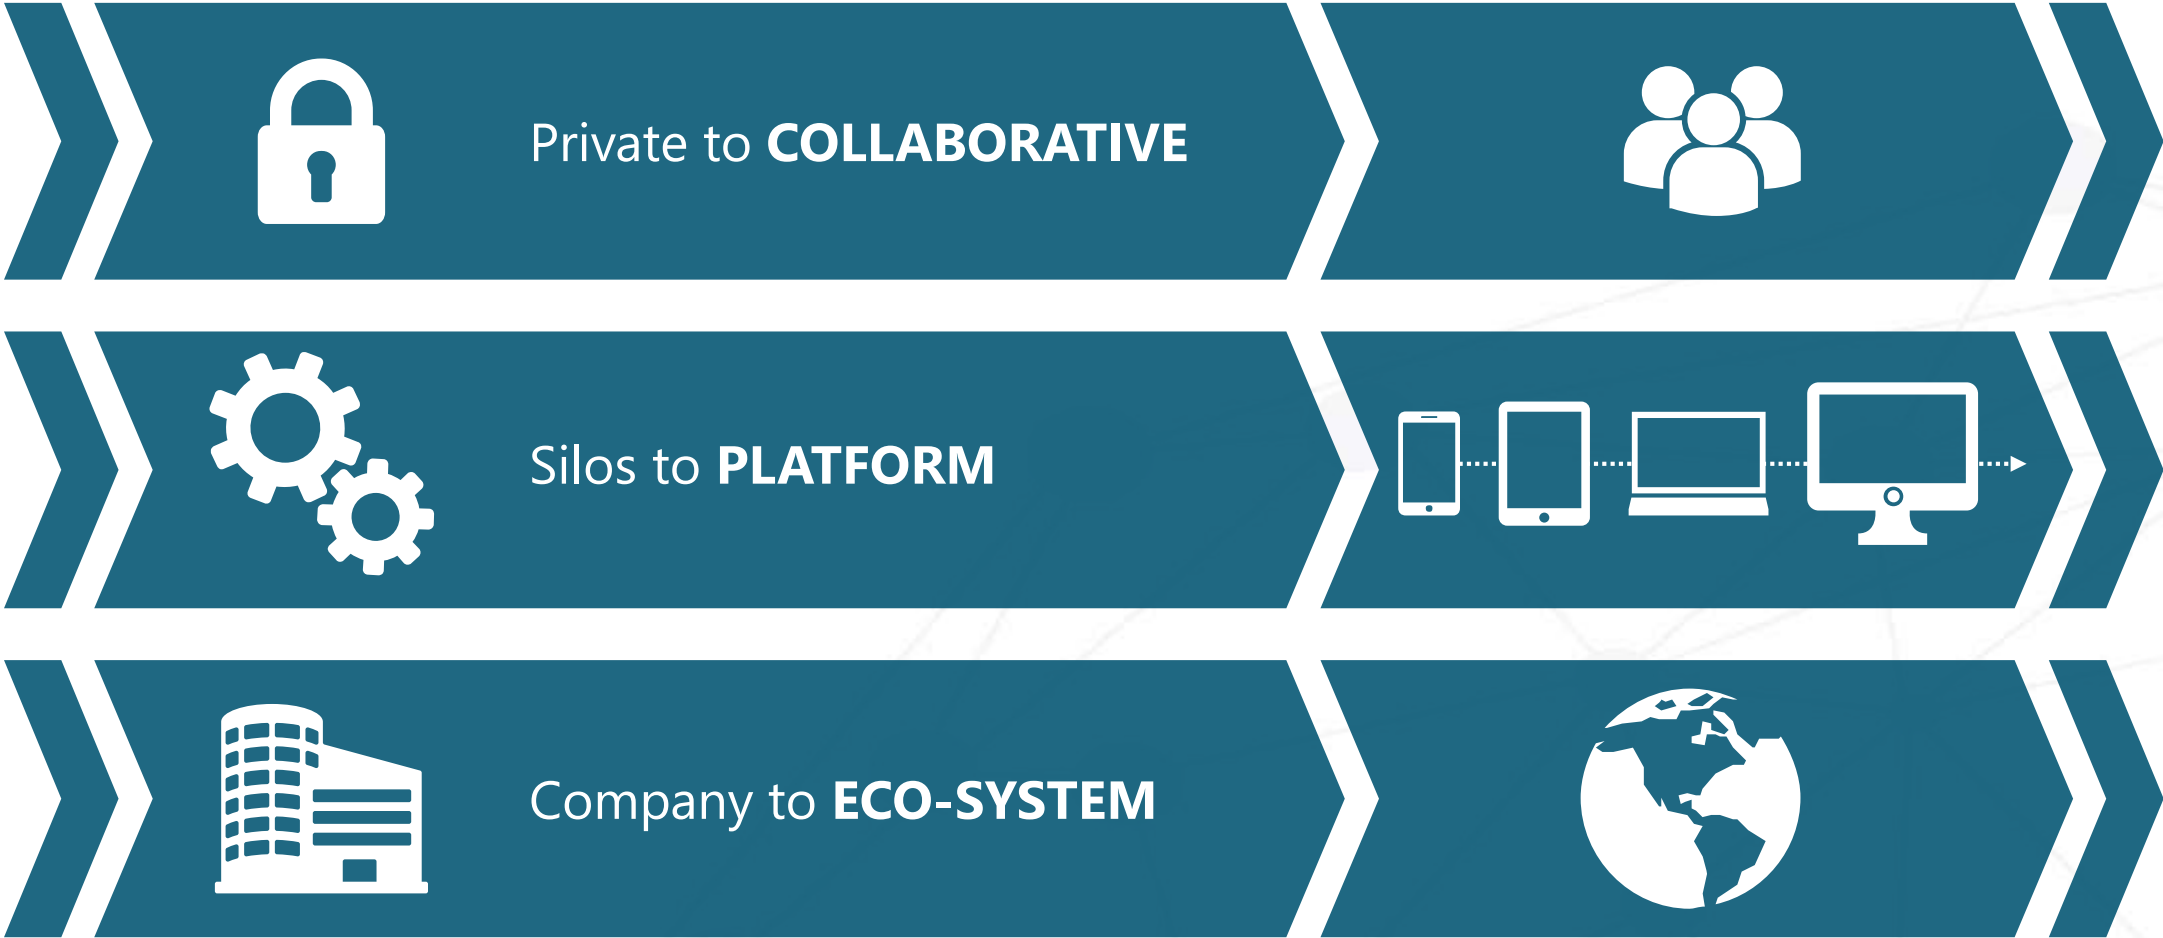 Private to COLLABORATIVE
Silos to PLATFORM
Company to ECO-SYSTEM